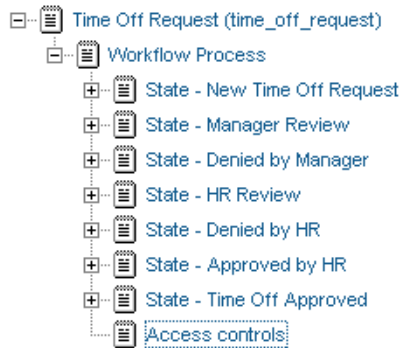 Time Off Request (time_off_request)
Workflow Process
State - New Time Off Request
State - Manager Review
State - Denied by Manager
State - HR Review
State - Denied by HR
State - Approved by HR
State - Time Off Approved
Access controls